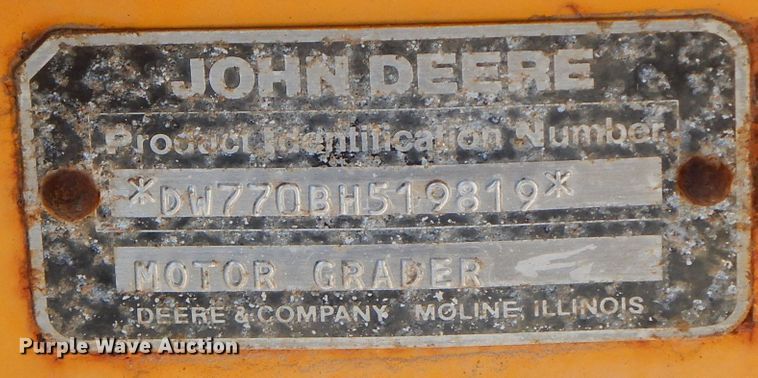 JOHN DEERE
Product Identification Number
*DW770BH519819*
MOTOR GRADER
DEERE & COMPANY MOLINE, ILLINOIS
Purple Wave Auction